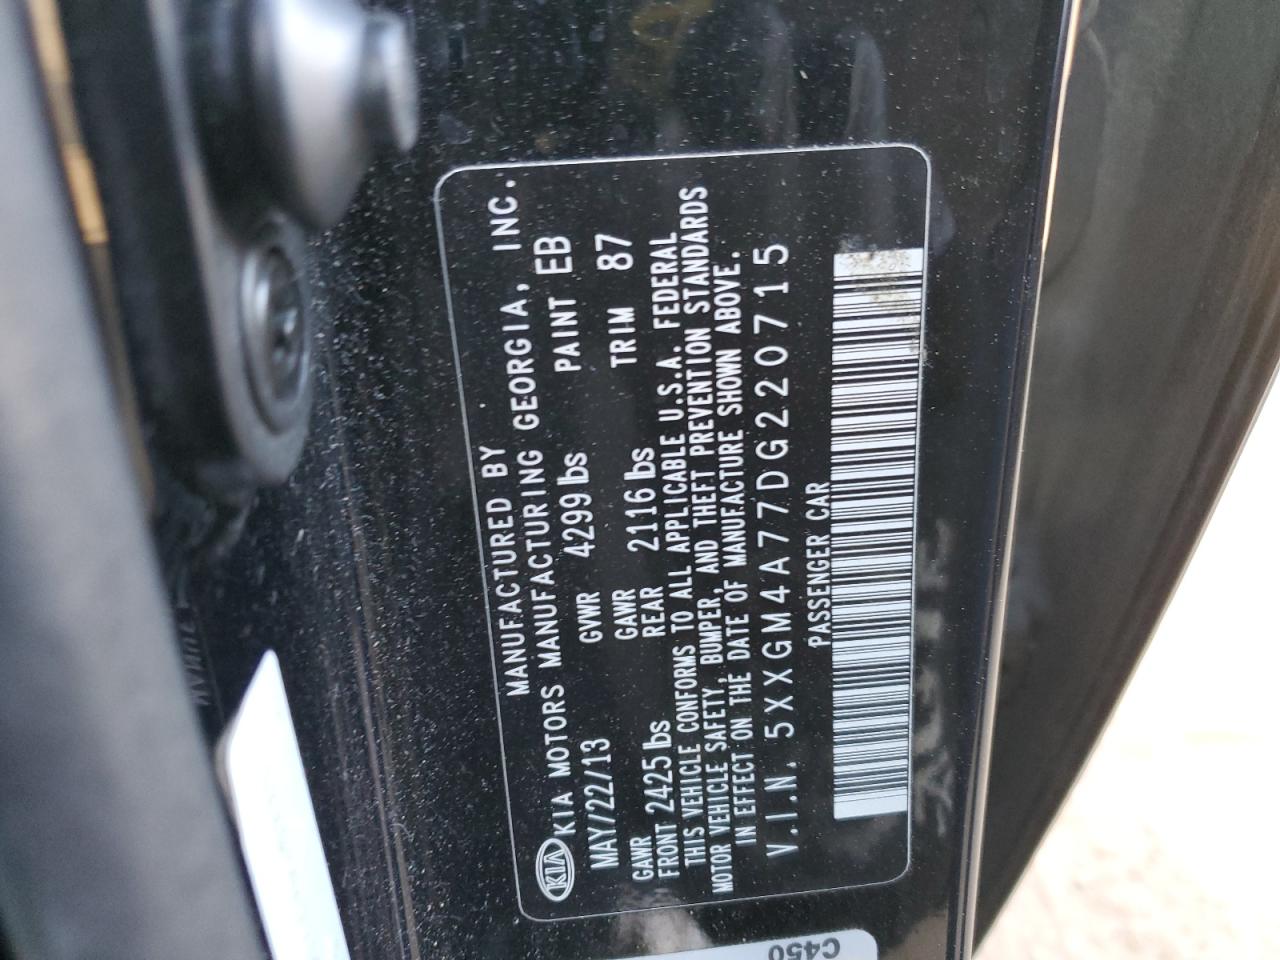 MANUFACTURED BY
KIA KIA MOTORS MANUFACTURING GEORGIA, INC.
MAY/22/13 GVWR 4299 lbs PAINT EB
GAWR GAWR
FRONT 2425 lbs REAR 2116 lbs TRIM 87
THIS VEHICLE CONFORMS TO ALL APPLICABLE U.S.A. FEDERAL
MOTOR VEHICLE SAFETY, BUMPER, AND THEFT PREVENTION STANDARDS
IN EFFECT ON THE DATE OF MANUFACTURE SHOWN ABOVE.
V.I.N. 5XXGM4A77DG220715
PASSENGER CAR
C450